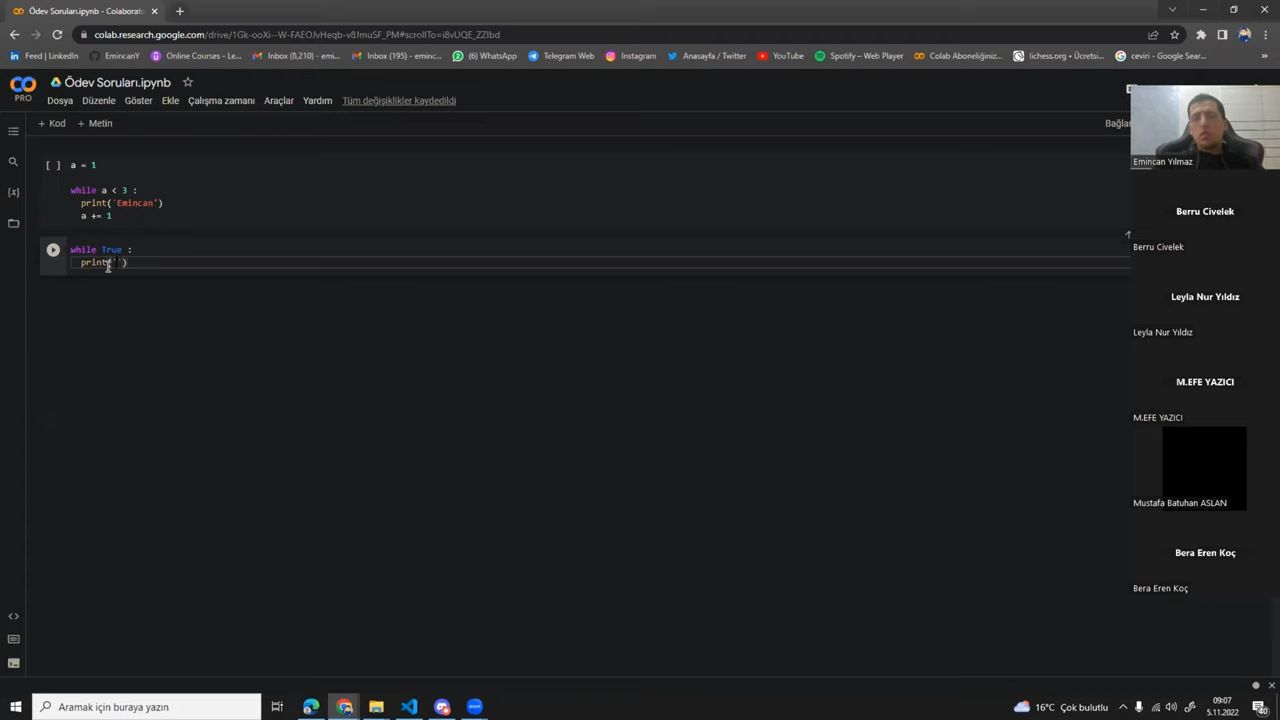 Ödev Soruları.ipynb - Colaborato
colab.research.google.com/drive/1Gk-ooXi--W-FAEOJvHeqb-v8JmuSF_PM#scrollTo=i8vUQE_ZZIbd
Feed | LinkedIn
EmincanY
Online Courses - Le...
Inbox (8,210) - emi...
Inbox (195) - eminc...
(6) WhatsApp
Telegram Web
Instagram
Anasayfa / Twitter
YouTube
Spotify – Web Player
Colab Aboneliğiniz...
lichess.org • Ücretsi...
ceviri - Google Sear...
PRO
Ödev Soruları.ipynb
Dosya Düzenle Göster Ekle Çalışma zamanı Araçlar Yardım Tüm değişiklikler kaydedildi
+ Kod + Metin
Bağlan
[ ] a = 1
while a < 3 :
print('Emincan')
a += 1
while True :
print('')
Emincan Yılmaz
Berru Civelek
Berru Civelek
Leyla Nur Yıldız
Leyla Nur Yıldız
M.EFE YAZICI
M.EFE YAZICI
Mustafa Batuhan ASLAN
Bera Eren Koç
Bera Eren Koç
Aramak için buraya yazın
16°C Çok bulutlu
09:07
5.11.2022
40